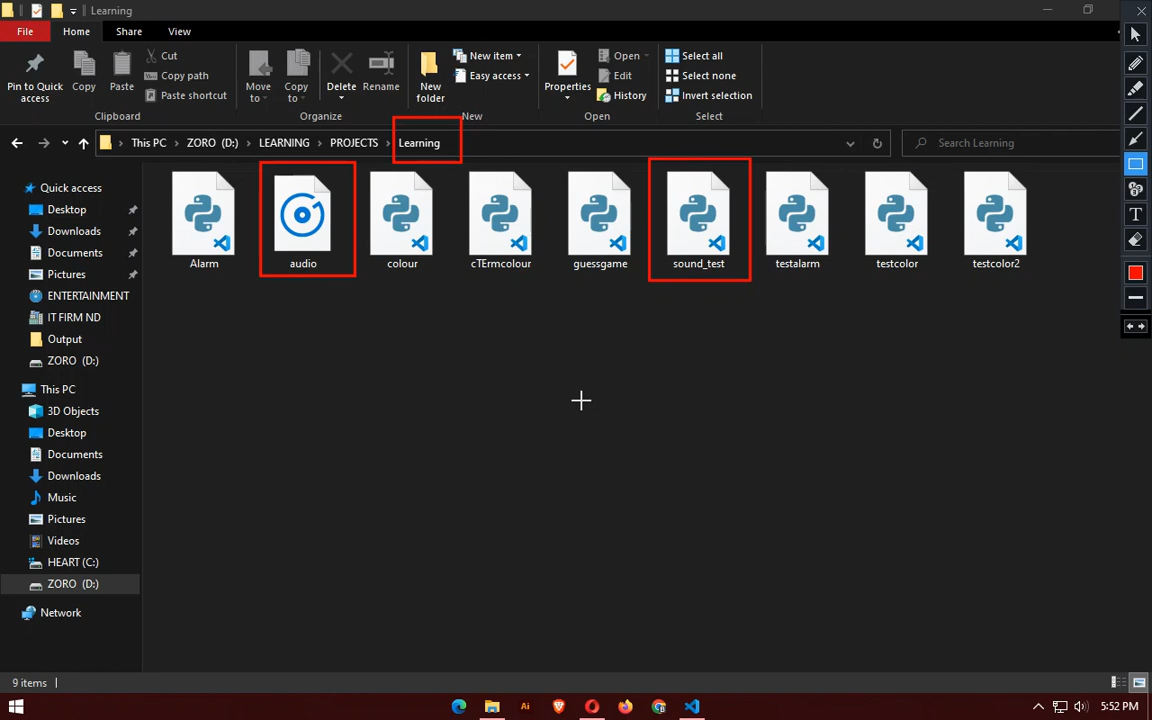 Learning
File Home Share View
Pin to Quick access
Copy
Paste
Cut
Copy path
Paste shortcut
Clipboard
Move to
Copy to
Delete
Rename
Organize
New folder
New item
Easy access
New
Properties
Open
Edit
History
Open
Select all
Select none
Invert selection
Select
This PC › ZORO (D:) › LEARNING › PROJECTS › Learning
Search Learning
Quick access
Desktop
Downloads
Documents
Pictures
ENTERTAINMENT
IT FIRM ND
Output
ZORO (D:)
This PC
3D Objects
Desktop
Documents
Downloads
Music
Pictures
Videos
HEART (C:)
ZORO (D:)
Network
Alarm audio colour cTErmcolour guessgame sound_test testalarm testcolor testcolor2
9 items
Ai
5:52 PM